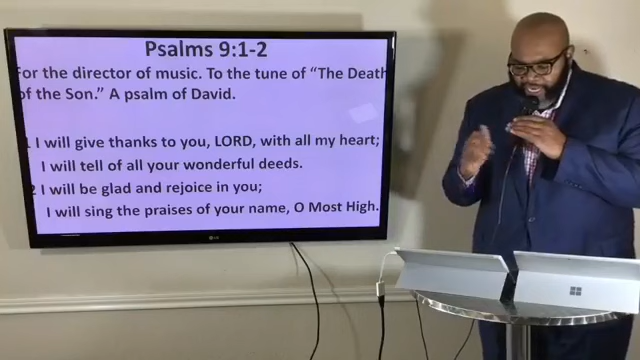 Psalms 9:1-2
For the director of music. To the tune of “The Death
of the Son.” A psalm of David.
1 I will give thanks to you, LORD, with all my heart;
I will tell of all your wonderful deeds.
2 I will be glad and rejoice in you;
I will sing the praises of your name, O Most High.
LG